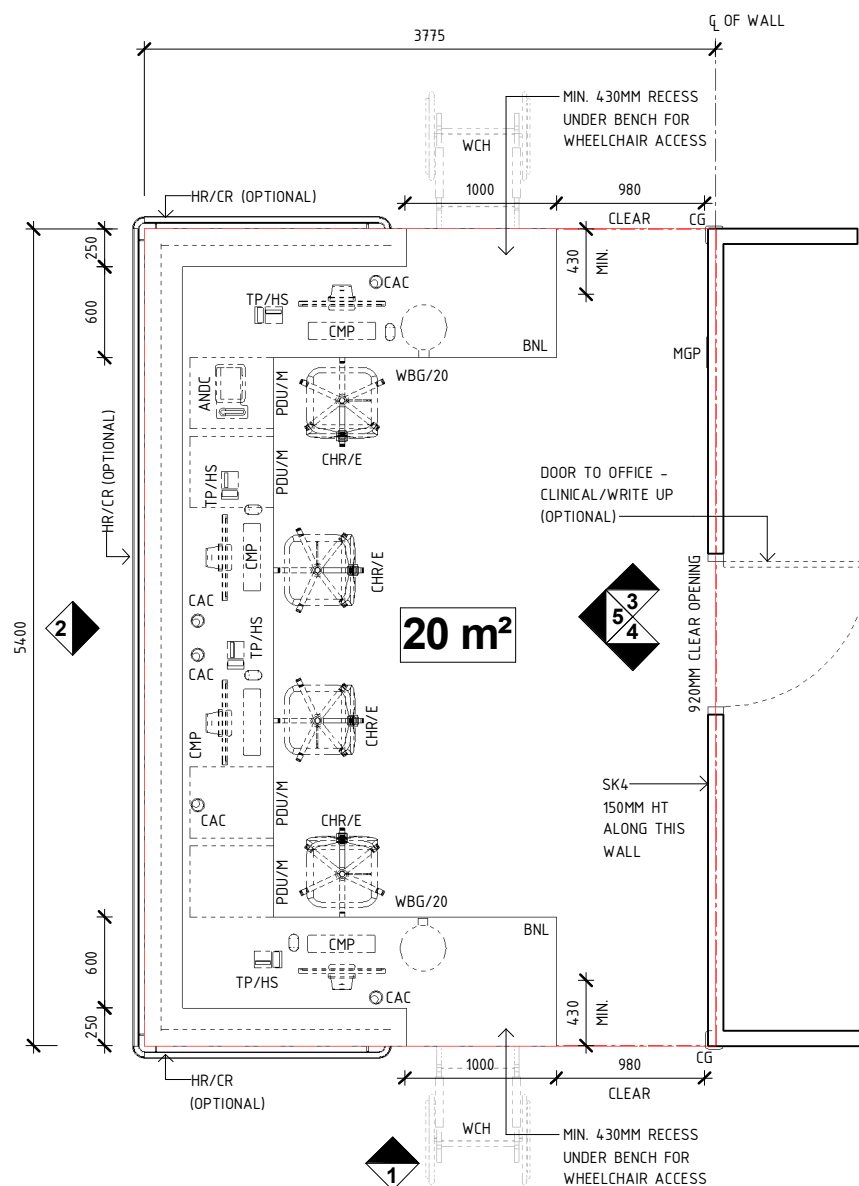 ℄ OF WALL
3775
MIN. 430MM RECESS
UNDER BENCH FOR
WHEELCHAIR ACCESS
WCH
HR/CR (OPTIONAL)
1000
980
CLEAR
CG
250
430
MIN.
600
CAC
TP/HS
CMP
BNL
MGP
WBG/20
ANDC
PDU/M
CHR/E
HR/CR (OPTIONAL)
PDU/M
TP/HS
DOOR TO OFFICE -
CLINICAL/WRITE UP
(OPTIONAL)
CMP
CHR/E
CAC
3
5
4
920MM CLEAR OPENING
2
20 m²
5400
TP/HS
CAC
CMP
CHR/E
SK4
150MM HT
ALONG THIS
WALL
PDU/M
CAC
CHR/E
PDU/M
WBG/20
BNL
600
CMP
TP/HS
CAC
430
MIN.
250
CG
1000
980
CLEAR
HR/CR
(OPTIONAL)
WCH
MIN. 430MM RECESS
UNDER BENCH FOR
WHEELCHAIR ACCESS
1